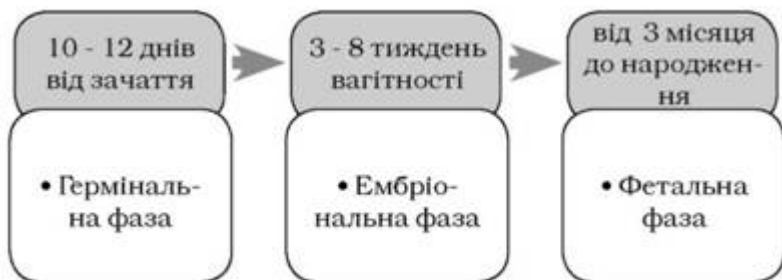 10 - 12 днів
від зачаття
• Герміналь-
на фаза
3 - 8 тиждень
вагітності
• Ембріо-
нальна фаза
від 3 місяця
до народжен-
ня
• Фетальна
фаза